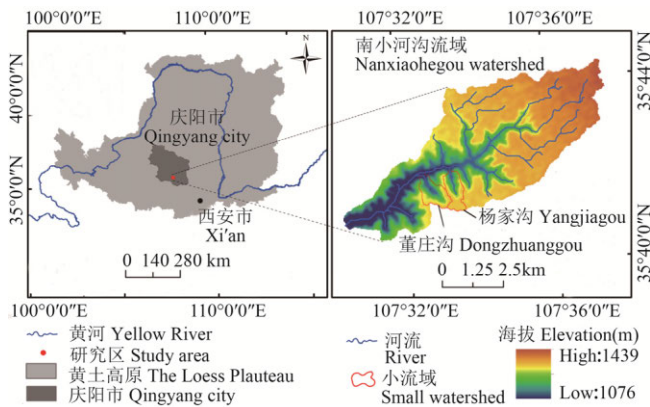 100°0′0″N
110°0′0″N
107°32′0″N
107°36′0″N
N
40°0′0″N
35°0′0″N
庆阳市
Qingyang city
西安市
Xi'an
0 140 280 km
100°0′0″N
110°0′0″N
南小河沟流域
Nanxiaohegou watershed
35°44′0″N
35°40′0″N
杨家沟 Yangjiagou
董庄沟 Dongzhuanggou
0 1.25 2.5km
107°32′0″N
107°36′0″N
黄河 Yellow River
研究区 Study area
黄土高原 The Loess Plauteau
庆阳市 Qingyang city
河流
River
小流域
Small watershed
海拔 Elevation(m)
High:1439
Low:1076